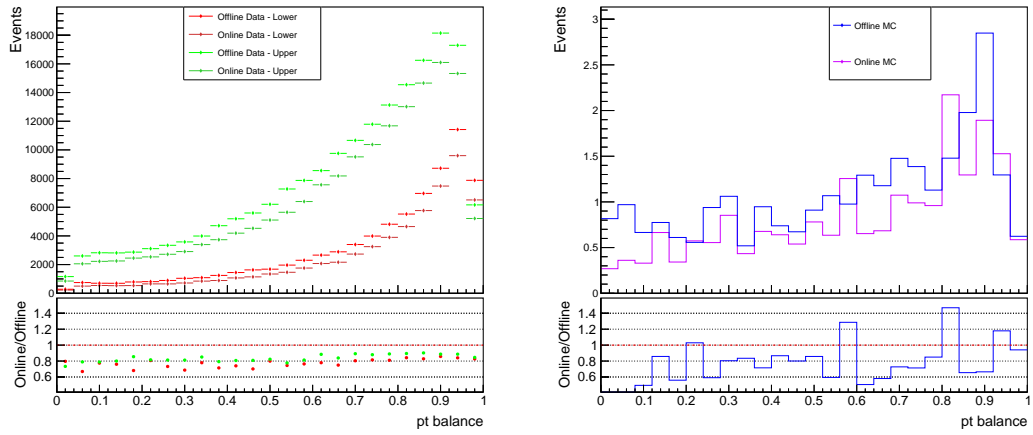 Events
18000
16000
14000
12000
10000
8000
6000
4000
2000
0
Offline Data - Lower
Online Data - Lower
Offline Data - Upper
Online Data - Upper
Online/Offline
1.4
1.2
1
0.8
0.6
0 0.1 0.2 0.3 0.4 0.5 0.6 0.7 0.8 0.9 1
pt balance
Events
3
2.5
2
1.5
1
0.5
0
Offline MC
Online MC
Online/Offline
1.4
1.2
1
0.8
0.6
0 0.1 0.2 0.3 0.4 0.5 0.6 0.7 0.8 0.9 1
pt balance